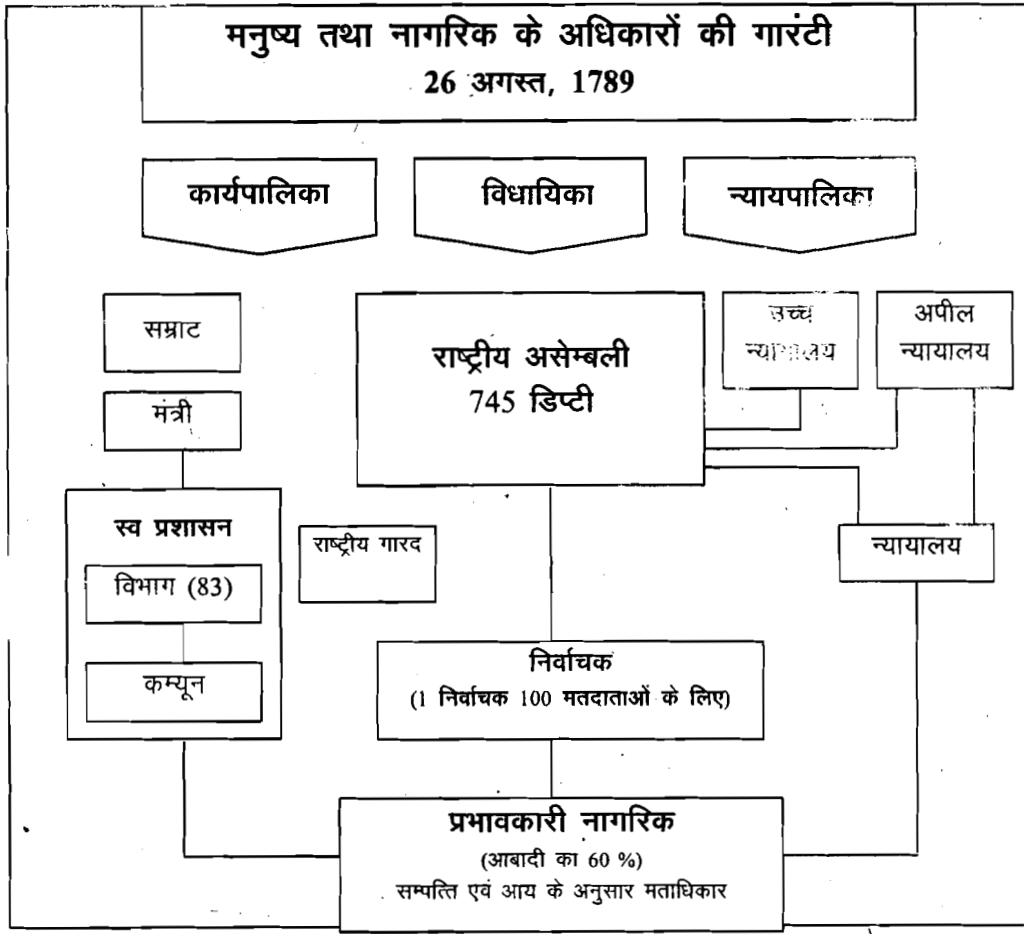 मनुष्य तथा नागरिक के अधिकारों की गारंटी
26 अगस्त, 1789
कार्यपालिका
विधायिका
न्यायपालिका
सम्राट
मंत्री
स्व प्रशासन
विभाग (83)
कम्यून
राष्ट्रीय गारद
राष्ट्रीय असेम्बली
745 डिप्टी
उच्च
न्यायालय
अपील
न्यायालय
न्यायालय
निर्वाचक
(1 निर्वाचक 100 मतदाताओं के लिए)
प्रभावकारी नागरिक
(आबादी का 60 %)
सम्पत्ति एवं आय के अनुसार मताधिकार